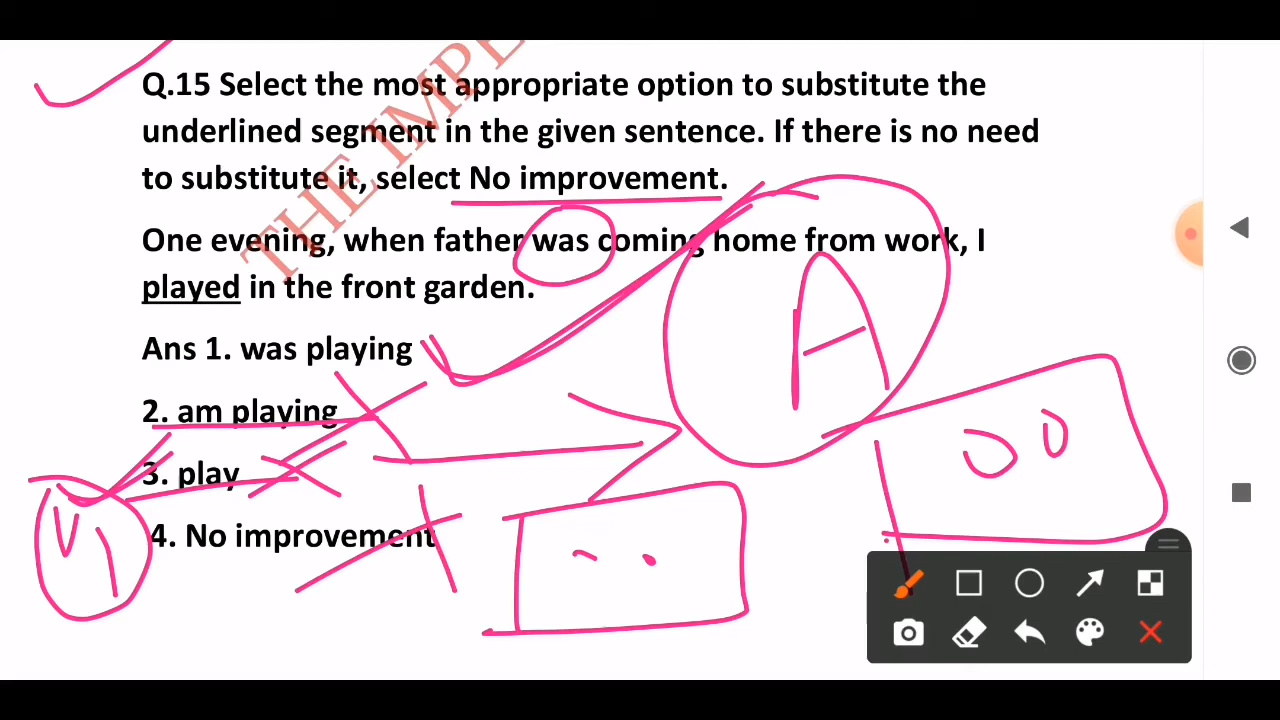 Q.15 Select the most appropriate option to substitute the
underlined segment in the given sentence. If there is no need
to substitute it, select No improvement.
One evening, when father was coming home from work, I
played in the front garden.
Ans 1. was playing
2. am playing
3. play
4. No improvement
THE IMPE
A